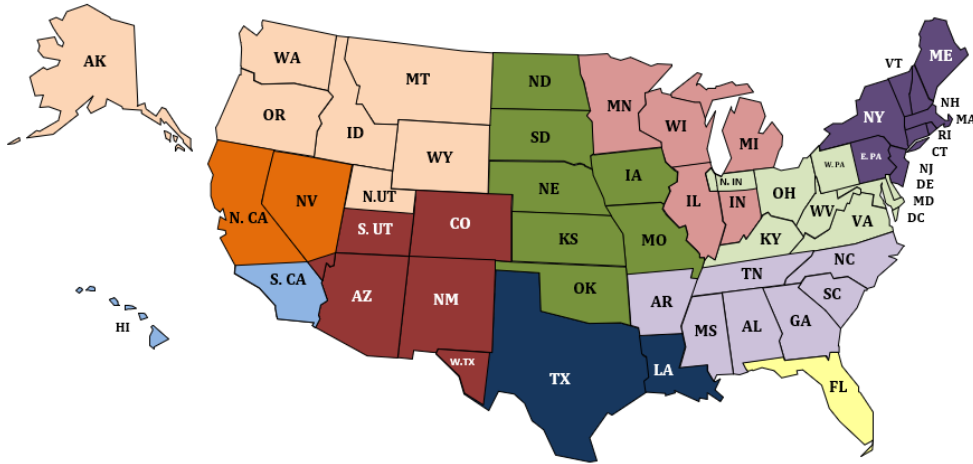 AK
WA
MT
ND
MN
VT
ME
OR
ID
SD
WI
MI
NY
NH
MA
RI
CT
WY
NE
IA
N. IN
OH
W. PA
E. PA
NJ
DE
MD
DC
N. CA
NV
N.UT
S. UT
CO
KS
MO
IL
IN
WV
VA
KY
S. CA
AZ
NM
OK
AR
TN
NC
SC
HI
W.TX
TX
LA
MS
AL
GA
FL